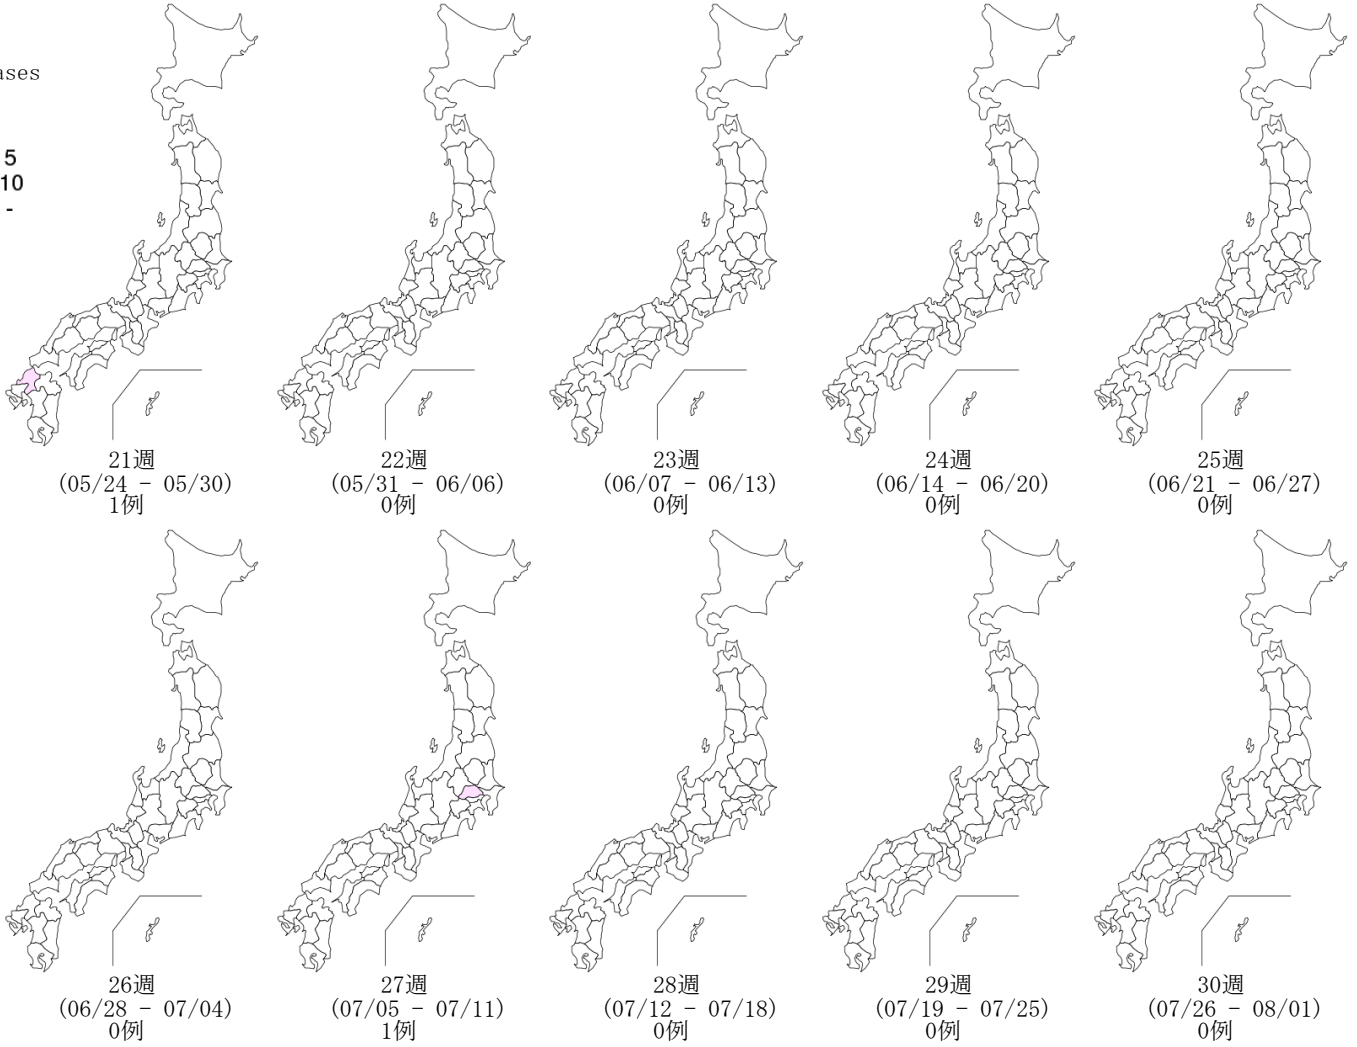 ases
5
10
-
21週 22週 23週 24週 25週
(05/24 - 05/30) (05/31 - 06/06) (06/07 - 06/13) (06/14 - 06/20) (06/21 - 06/27)
1例 0例 0例 0例 0例
26週 27週 28週 29週 30週
(06/28 - 07/04) (07/05 - 07/11) (07/12 - 07/18) (07/19 - 07/25) (07/26 - 08/01)
0例 1例 0例 0例 0例